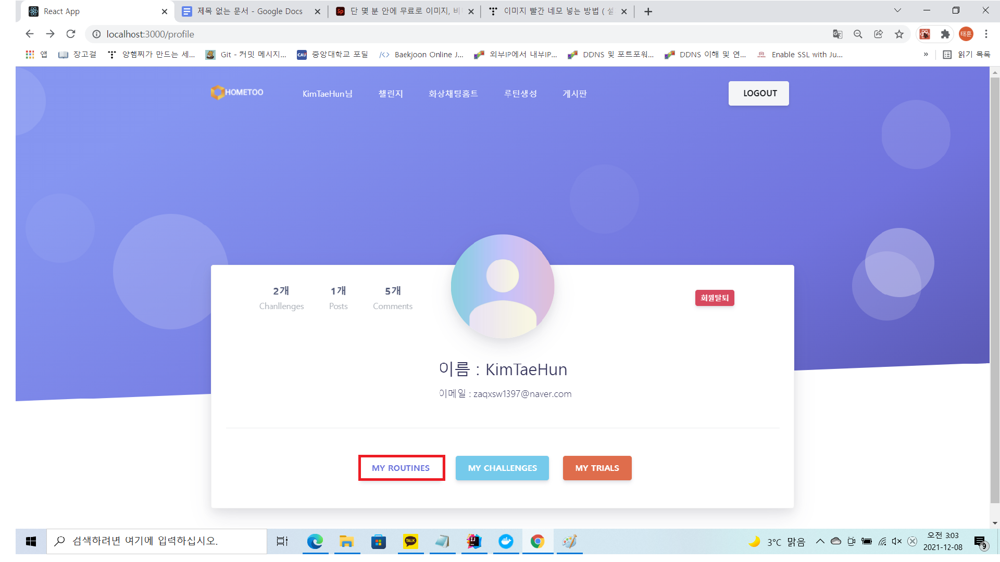 React App
제목 없는 문서 - Google Docs
Sp
단 몇 분 안에 무료로 이미지, 비
이미지 빨간 네모 넣는 방법 ( 설
localhost:3000/profile
태훈
앱
장고걸
양햄찌가 만드는 세...
Git - 커밋 메시지...
CAU
중앙대학교 포털
Baekjoon Online J...
외부IP에서 내부IP...
DDNS 및 포트포워...
DDNS 이해 및 연...
Enable SSL with Ju...
»
읽기 목록
HOMETOO
KimTaeHun님
챌린지
화상채팅홈트
루틴생성
게시판
LOGOUT
2개
Chanllenges
1개
Posts
5개
Comments
회원탈퇴
이름 : KimTaeHun
이메일 : zaqxsw1397@naver.com
MY ROUTINES
MY CHALLENGES
MY TRIALS
검색하려면 여기에 입력하십시오.
TALK
IJ
3°C 맑음
오전 3:03
2021-12-08
9